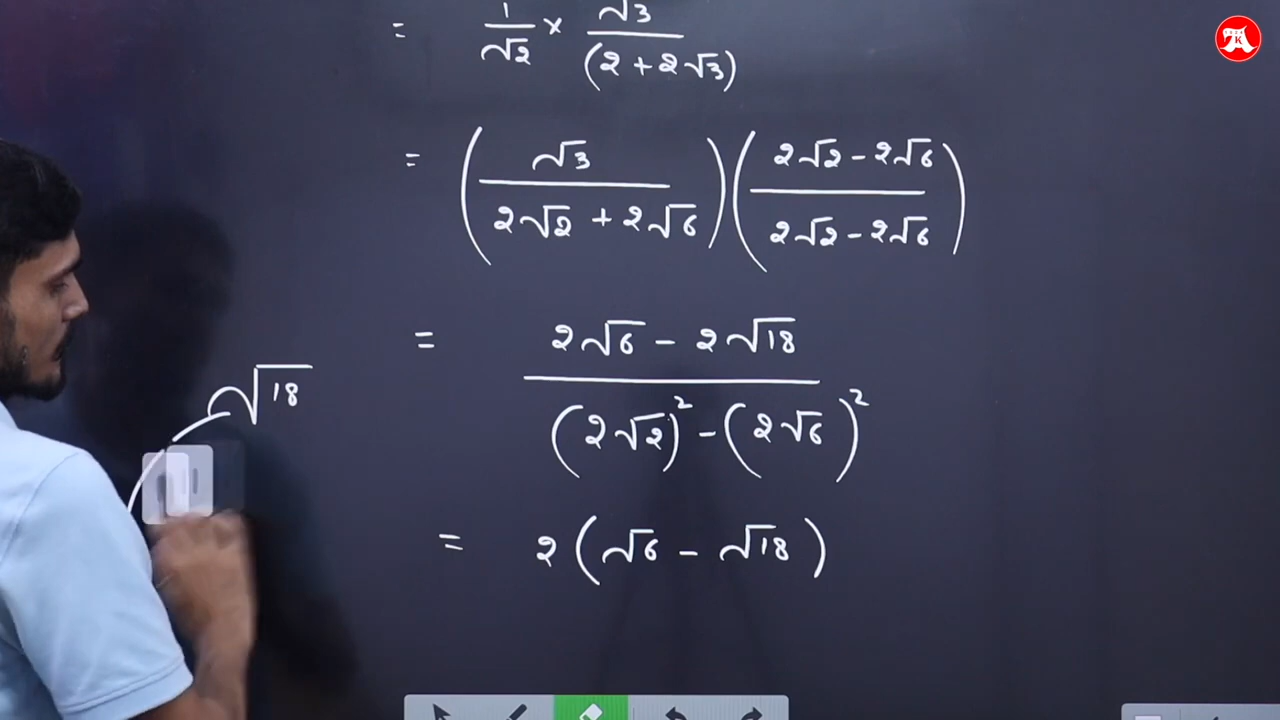 = 1/√2 × √3/(2 + 2√3)
= (√3/(2√2 + 2√6)) ((2√2 - 2√6)/(2√2 - 2√6))
= (2√6 - 2√18)/((2√2)² - (2√6)²)
√18
= 2(√6 - √18)